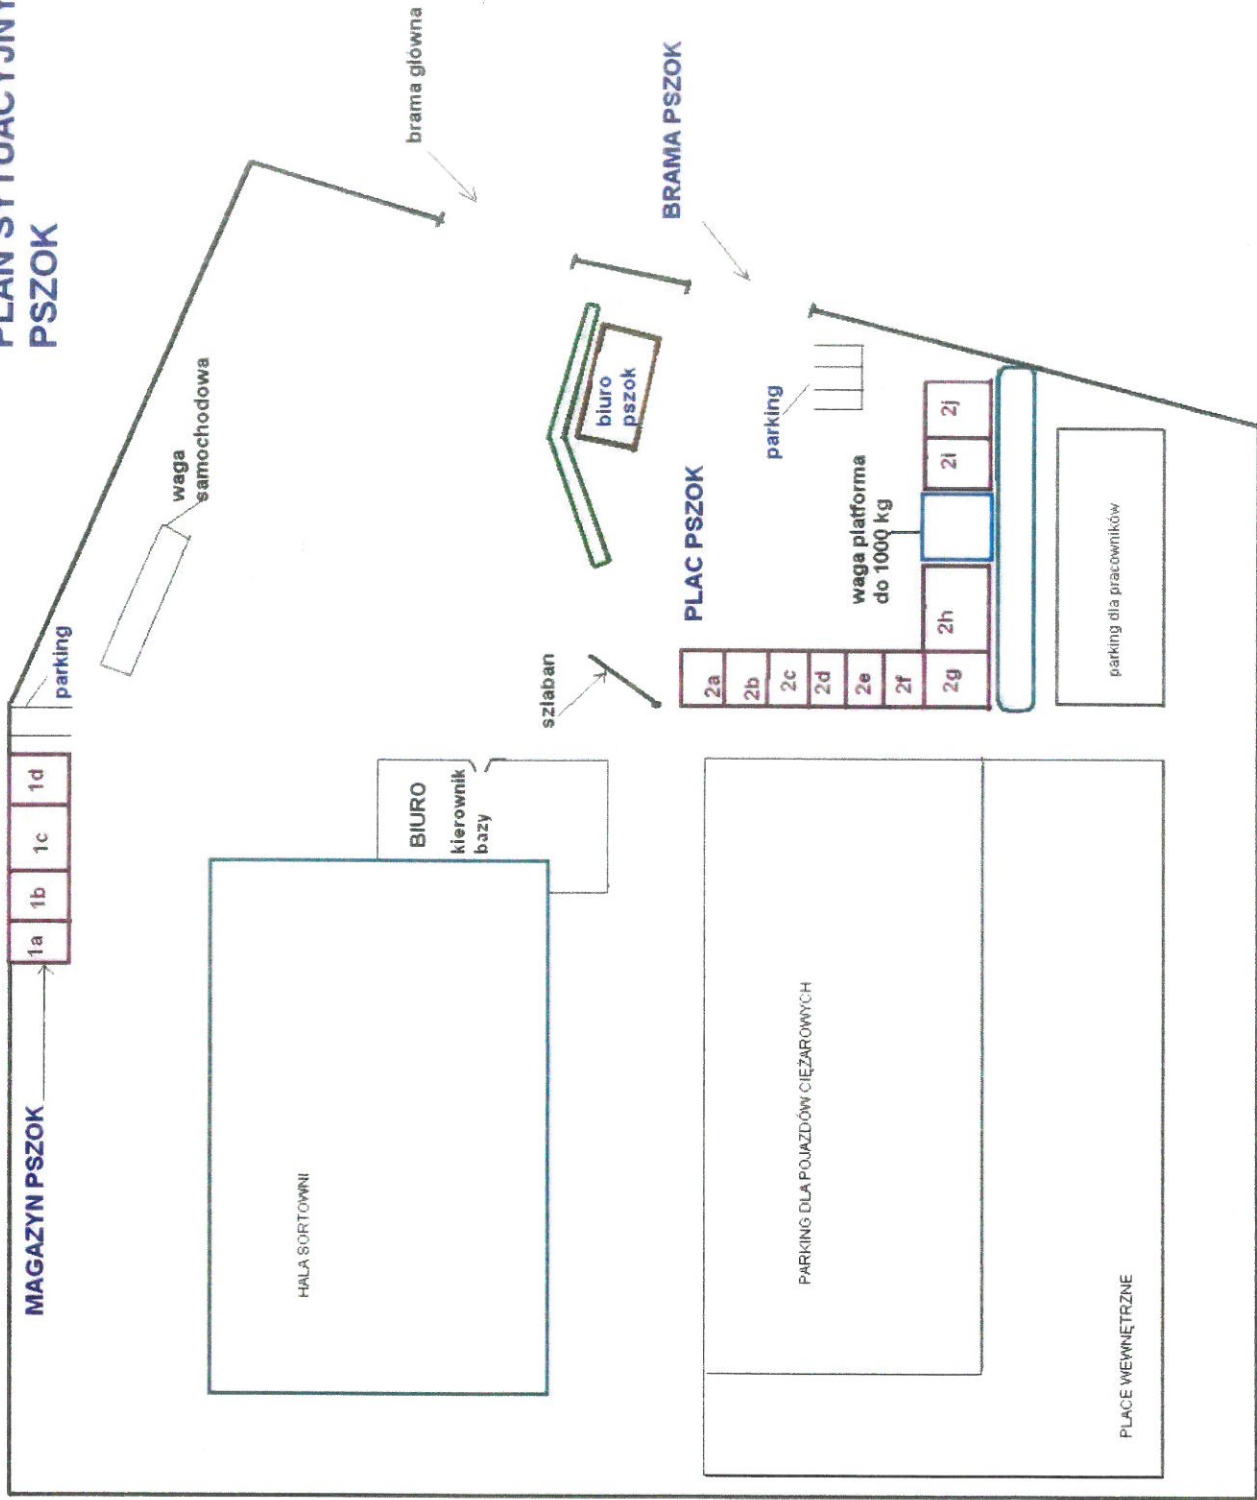 PLAN SYTUACYJNY
PSZOK
brama główna
BRAMA PSZOK
waga
samochodowa
parking
1a
1b
1c
1d
MAGAZYN PSZOK
biuro
pszok
parking
PLAC PSZOK
waga platforma
do 1000 kg
szlaban
2a
2b
2c
2d
2e
2f
2g
2h
2i
2j
parking dla pracowników
BIURO
kierownik
bazy
HALA SORTOWNI
PARKING DLA POJAZDÓW CIĘŻAROWYCH
PLACE WEWNĘTRZNE